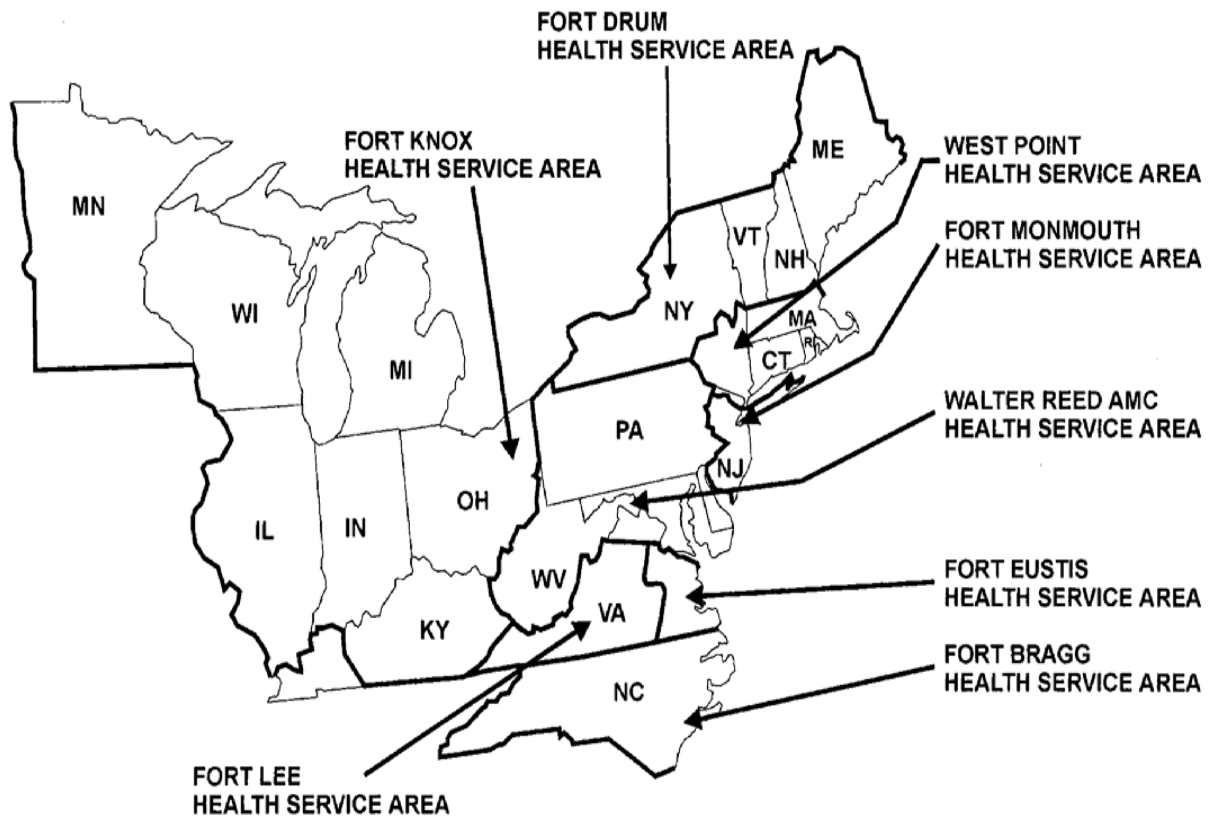 FORT DRUM
HEALTH SERVICE AREA
FORT KNOX
HEALTH SERVICE AREA
WEST POINT
HEALTH SERVICE AREA
FORT MONMOUTH
HEALTH SERVICE AREA
WALTER REED AMC
HEALTH SERVICE AREA
FORT EUSTIS
HEALTH SERVICE AREA
FORT BRAGG
HEALTH SERVICE AREA
FORT LEE
HEALTH SERVICE AREA
ME
MN
VT
NH
WI
NY
MA
RI
CT
MI
PA
NJ
OH
IL
IN
WV
VA
KY
NC